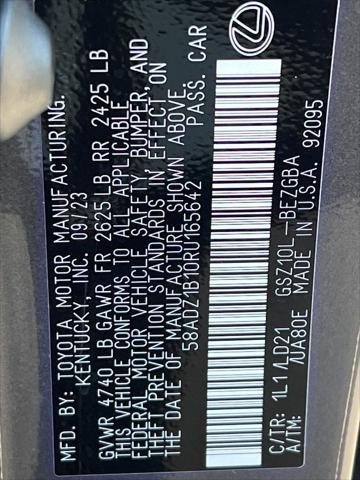 MFD. BY: TOYOTA MOTOR MANUFACTURING.
KENTUCKY, INC. 09/23
GVWR 4740 LB GAWR FR 2625 LB RR 2425 LB
THIS VEHICLE CONFORMS TO ALL APPLICABLE
FEDERAL MOTOR VEHICLE SAFETY, BUMPER, AND
THEFT PREVENTION STANDARDS IN EFFECT ON
THE DATE OF MANUFACTURE SHOWN ABOVE.
58ADZ1B10RU165842 PASS. CAR
C/TR: 1L1/LD21 GSZ10L-BEZGBA
A/TM: /UA80E MADE IN U.S.A. 92095